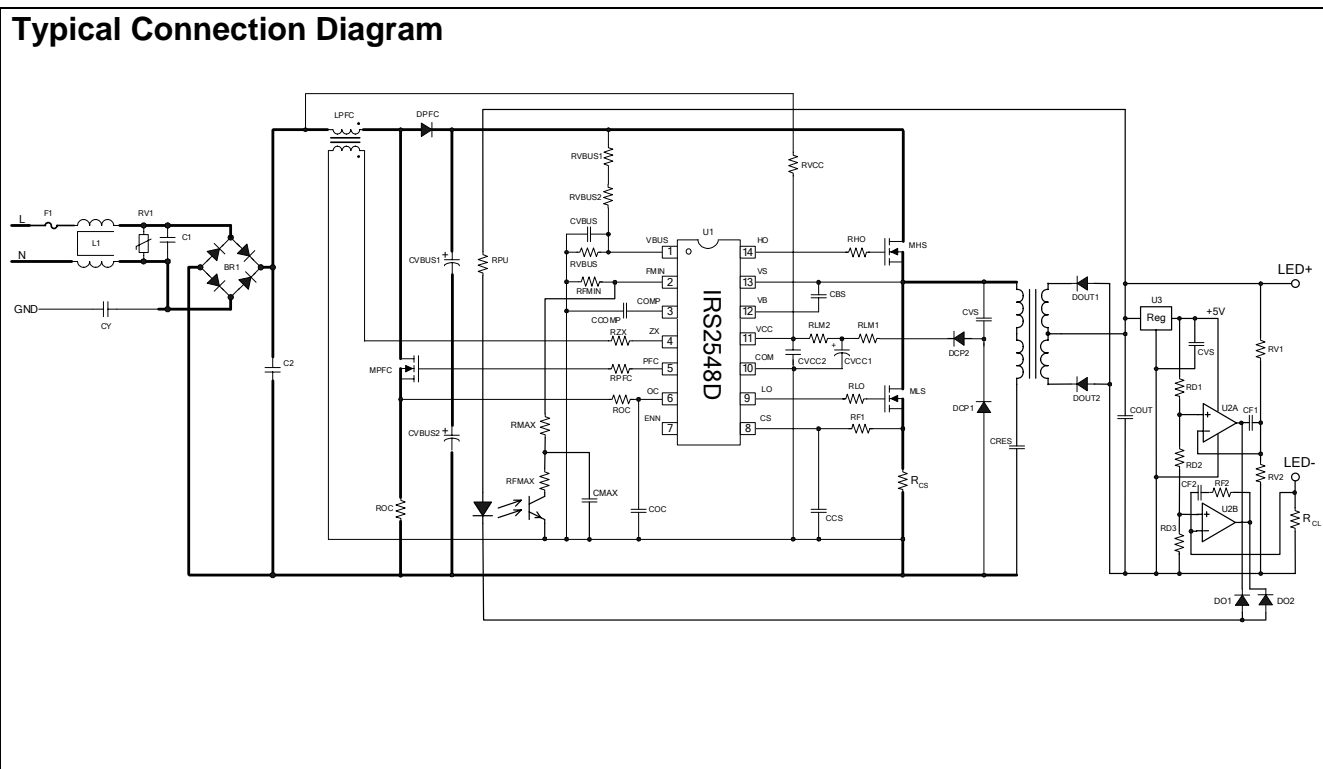 Typical Connection Diagram
LPFC
DPFC
RVBUS1
RVCC
RVBUS2
F1
RV1
L
L1
C1
N
BR1
GND
CY
CVBUS
CVBUS1
+
RPU
VBUS
U1
HO
1
14
RHO
MHS
RVBUS
FMIN
VS
2
13
RFMIN
CBS
COMP
VB
3
12
CCOMP
IRS2548D
ZX
VCC
4
11
RZX
RLM2
RLM1
CVS
DCP2
PFC
COM
5
10
RPFC
CVCC2
+
CVCC1
MPFC
OC
LO
6
9
ROC
RLO
MLS
DCP1
ENN
CS
7
8
RF1
C2
CVBUS2
+
RMAX
RFMAX
CMAX
COC
CCS
RCS
CRES
ROC
LED+
DOUT1
U3
Reg
+5V
CVS
RV1
DOUT2
RD1
COUT
U2A
CF1
+
−
RD2
LED-
RV2
CF2
RF2
U2B
+
−
RD3
RCL
DO1
DO2